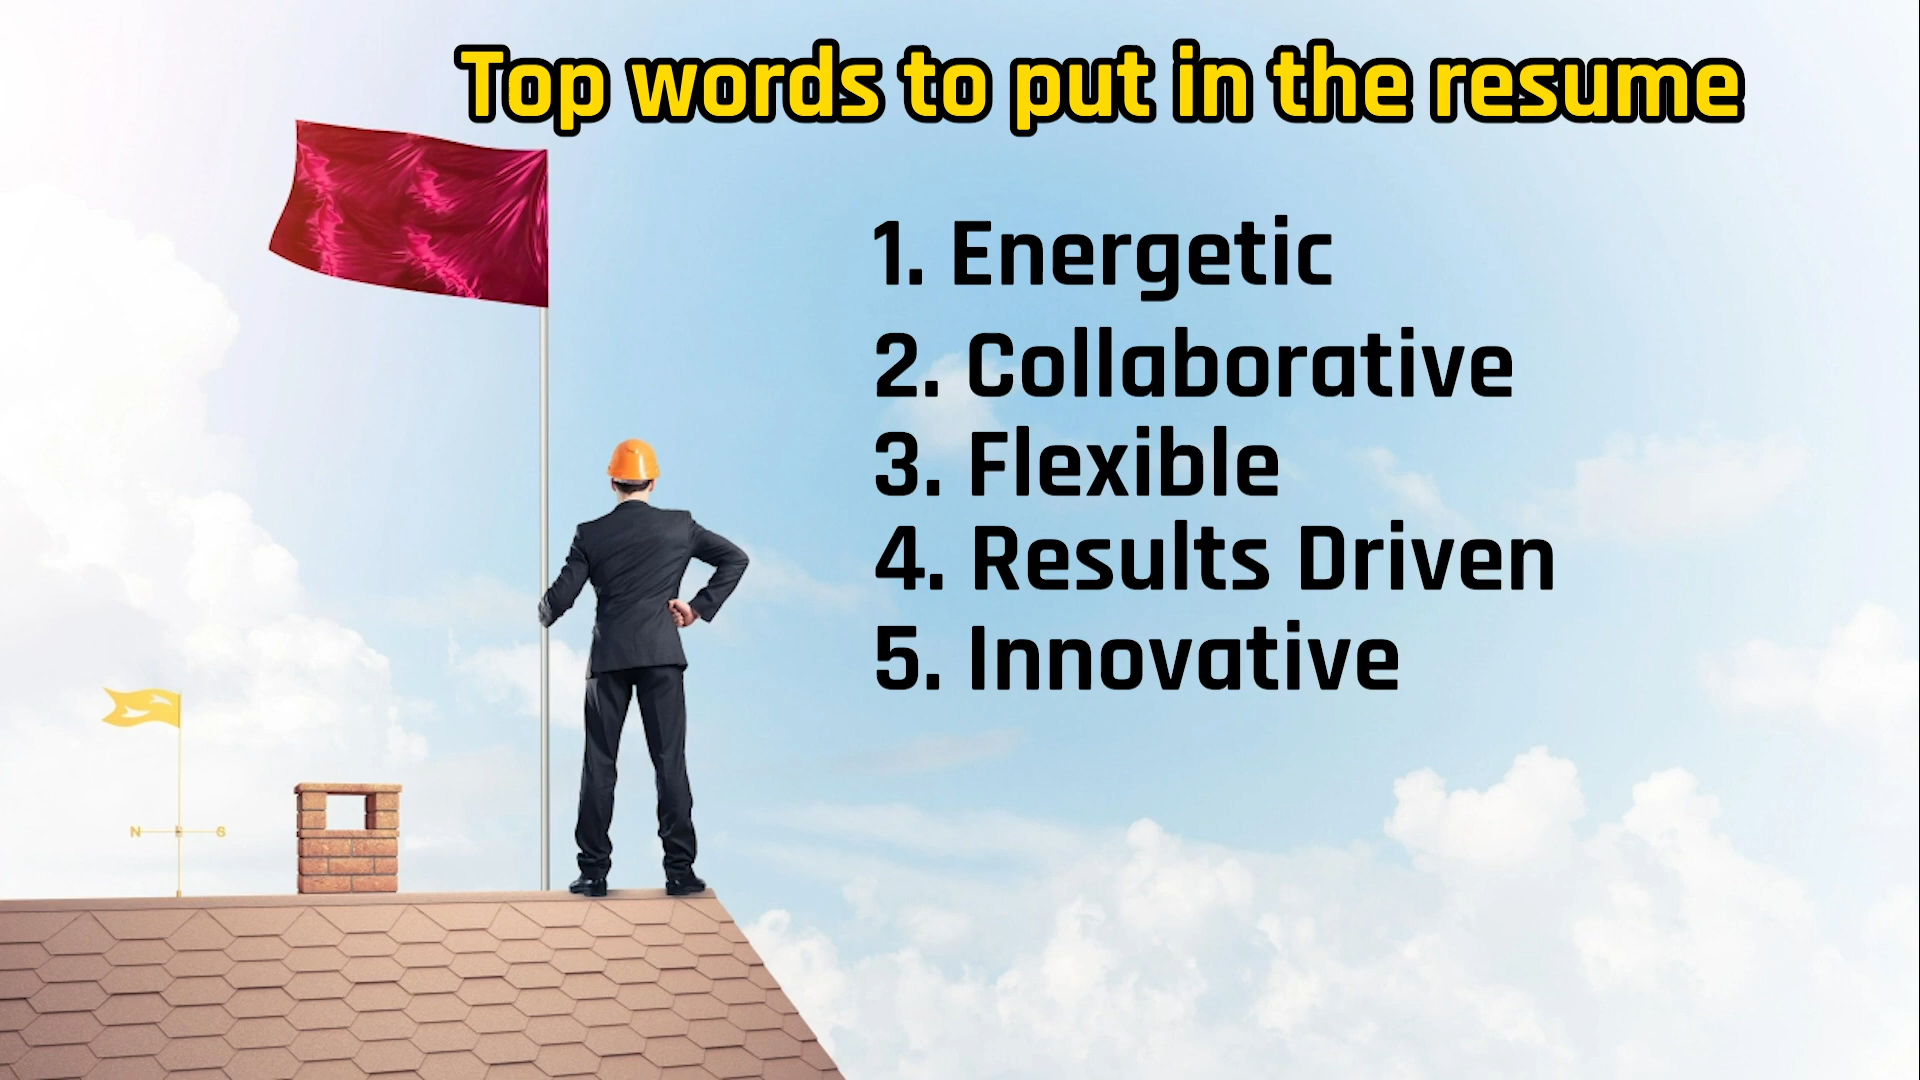 Top words to put in the resume
1. Energetic
2. Collaborative
3. Flexible
4. Results Driven
5. Innovative
N E S